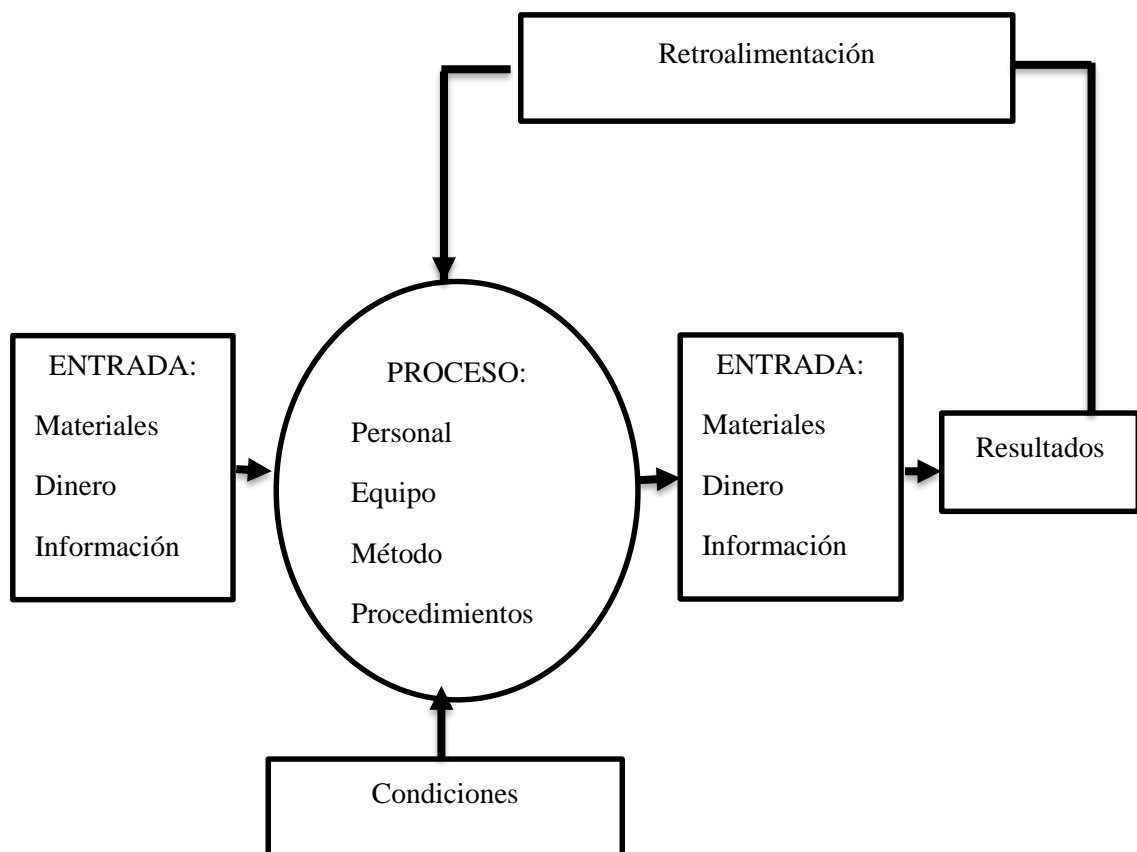 Retroalimentación
ENTRADA:
Materiales
Dinero
Información
PROCESO:
Personal
Equipo
Método
Procedimientos
ENTRADA:
Materiales
Dinero
Información
Resultados
Condiciones